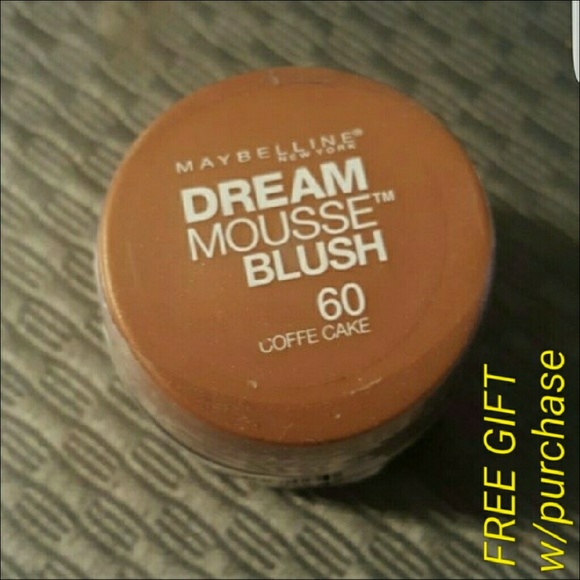 MAYBELLINE®
NEW YORK
DREAM
MOUSSE™
BLUSH
60
COFFE CAKE
FREE GIFT
w/purchase